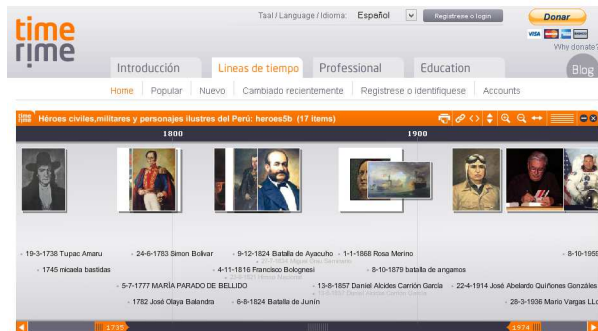 time
rime
Taal / Language / Idioma: Español
Registrese o login
Donar
VISA
Why donate?
Introducción
Lineas de tiempo
Professional
Education
Blog
Home
Popular
Nuevo
Cambiado recientemente
Registrese o identifiquese
Accounts
Héroes civiles,militares y personajes ilustres del Perú: heroes5b (17 items)
1800
1900
19-3-1738 Tupac Amaru
24-6-1783 Simon Bolivar
9-12-1824 Batalla de Ayacucho
1-1-1868 Rosa Merino
8-10-1959
1745 micaela bastidas
4-11-1816 Francisco Bolognesi
8-10-1879 batalla de angamos
5-7-1777 MARÍA PARADO DE BELLIDO
13-8-1857 Daniel Alcides Carrión García
22-4-1914 José Abelardo Quiñones Gonzáles
1782 José Olaya Balandra
6-8-1824 Batalla de Junín
28-3-1936 Mario Vargas LLo
1735
1974